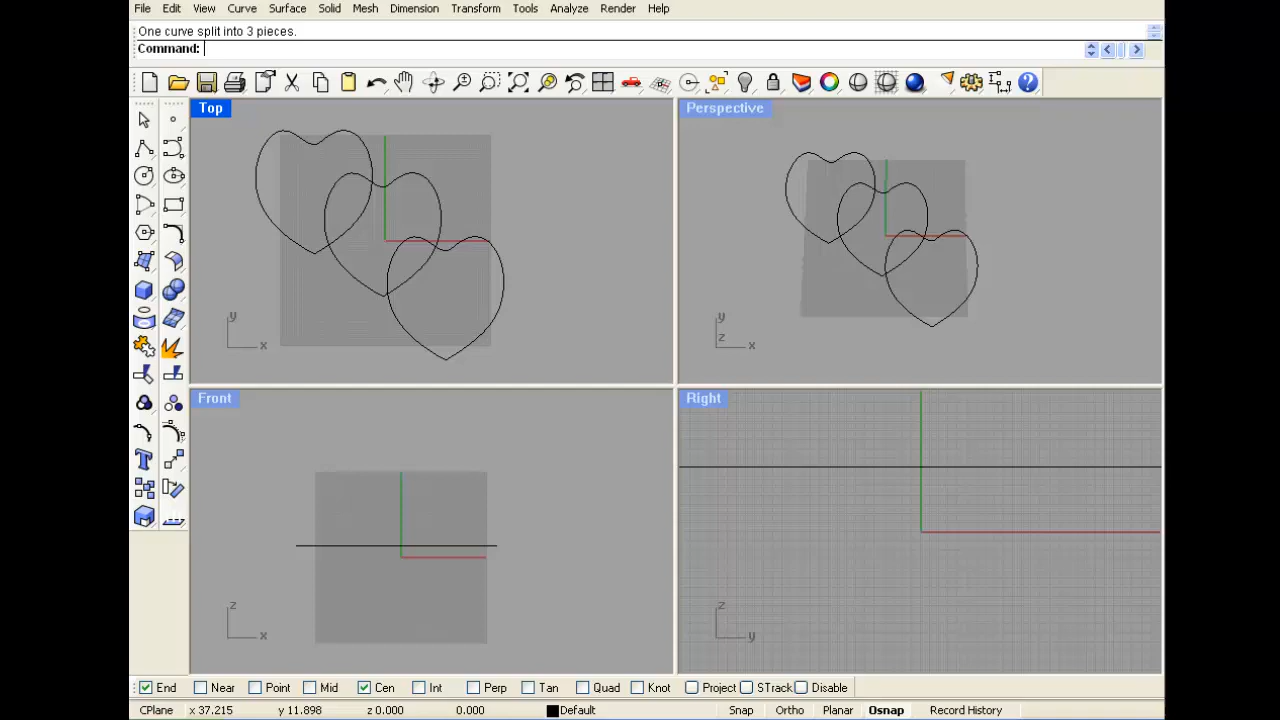 File Edit View Curve Surface Solid Mesh Dimension Transform Tools Analyze Render Help
One curve split into 3 pieces.
Command:
Top
Perspective
y
x
y
z
x
Front
Right
z
x
z
y
End Near Point Mid Cen Int Perp Tan Quad Knot Project STrack Disable
CPlane x 37.215 y 11.898 z 0.000 0.000 Default Snap Ortho Planar Osnap Record History